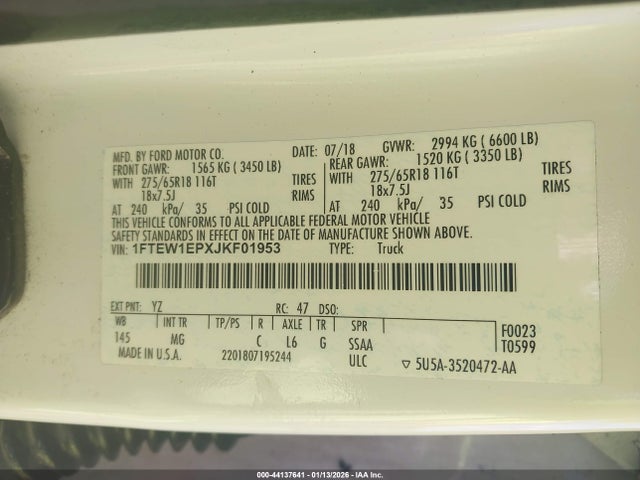 MFD. BY FORD MOTOR CO. DATE: 07/18 GVWR: 2994 KG ( 6600 LB)
FRONT GAWR: 1565 KG ( 3450 LB) REAR GAWR: 1520 KG ( 3350 LB)
WITH 275/65R18 116T TIRES WITH 275/65R18 116T TIRES
18x7.5J RIMS 18x7.5J RIMS
AT 240 kPa/ 35 PSI COLD AT 240 kPa/ 35 PSI COLD
THIS VEHICLE CONFORMS TO ALL APPLICABLE FEDERAL MOTOR VEHICLE
SAFETY STANDARDS IN EFFECT ON THE DATE OF MANUFACTURE SHOWN ABOVE.
VIN: 1FTEW1EPXJKF01953 TYPE: Truck
EXT PNT: YZ RC: 47 DSO:
WB INT TR TP/PS R AXLE TR SPR F0023
145 MG C L6 G SSAA T0599
MADE IN U.S.A. 2201807195244 ULC ▽ 5U5A-3520472-AA
000-44137641 | 01/13/2026 | IAA Inc.